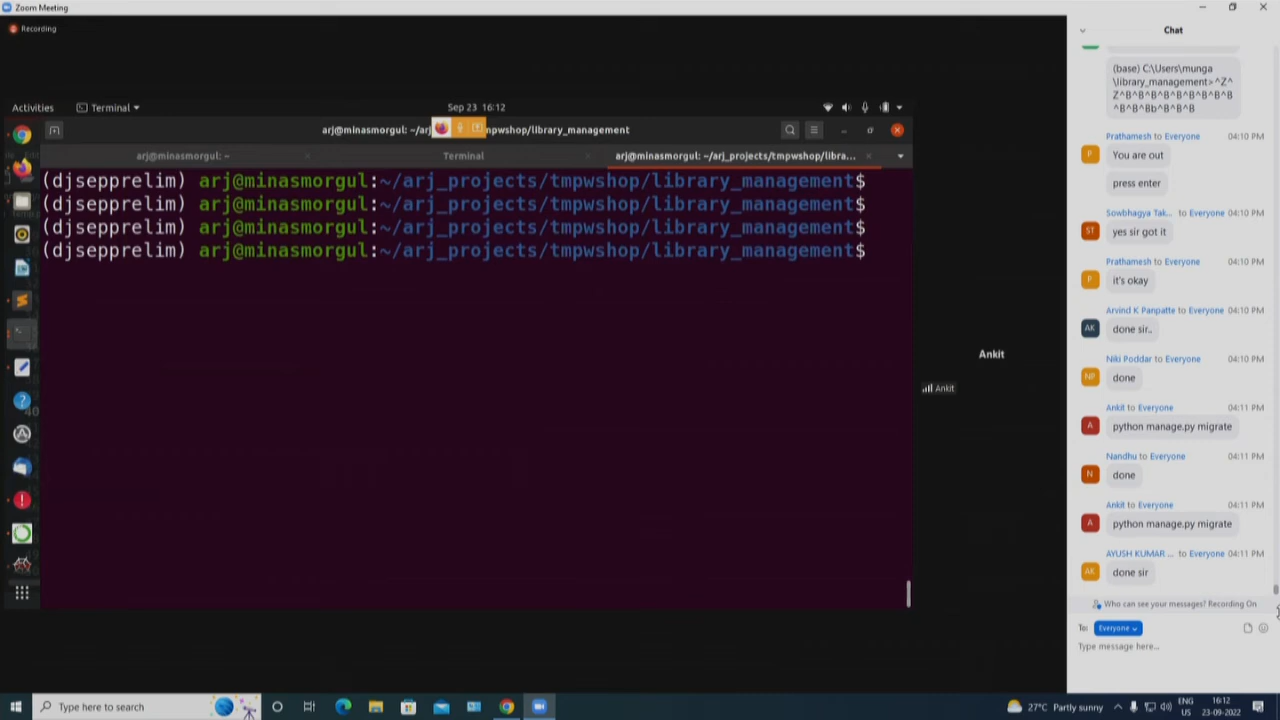 Zoom Meeting
Recording
Activities
Terminal
Sep 23 16:12
arj@minasmorgul: ~/arj
mpwshop/library_management
arj@minasmorgul: ~
Terminal
arj@minasmorgul: ~/arj_projects/tmpwshop/libra...
(djsepprelim) arj@minasmorgul:~/arj_projects/tmpwshop/library_management$
(djsepprelim) arj@minasmorgul:~/arj_projects/tmpwshop/library_management$
(djsepprelim) arj@minasmorgul:~/arj_projects/tmpwshop/library_management$
(djsepprelim) arj@minasmorgul:~/arj_projects/tmpwshop/library_management$
Ankit
Ankit
Chat
(base) C:\Users\munga
\library_management> ^Z^
Z^B^B^B^B^B^B^B^B^B
^B^B^Bb^B^B^B
Prathamesh to Everyone 04:10 PM
P
You are out
press enter
Sowbhagya Tak... to Everyone 04:10 PM
ST
yes sir got it
Prathamesh to Everyone 04:10 PM
P
it's okay
Arvind K Panpatte to Everyone 04:10 PM
AK
done sir..
Niki Poddar to Everyone 04:10 PM
NP
done
Ankit to Everyone 04:11 PM
A
python manage.py migrate
Nandhu to Everyone 04:11 PM
N
done
Ankit to Everyone 04:11 PM
A
python manage.py migrate
AYUSH KUMAR ... to Everyone 04:11 PM
AK
done sir
Who can see your messages? Recording On
To: Everyone
Type message here...
Type here to search
27°C Partly sunny
ENG
US
16:12
23-09-2022